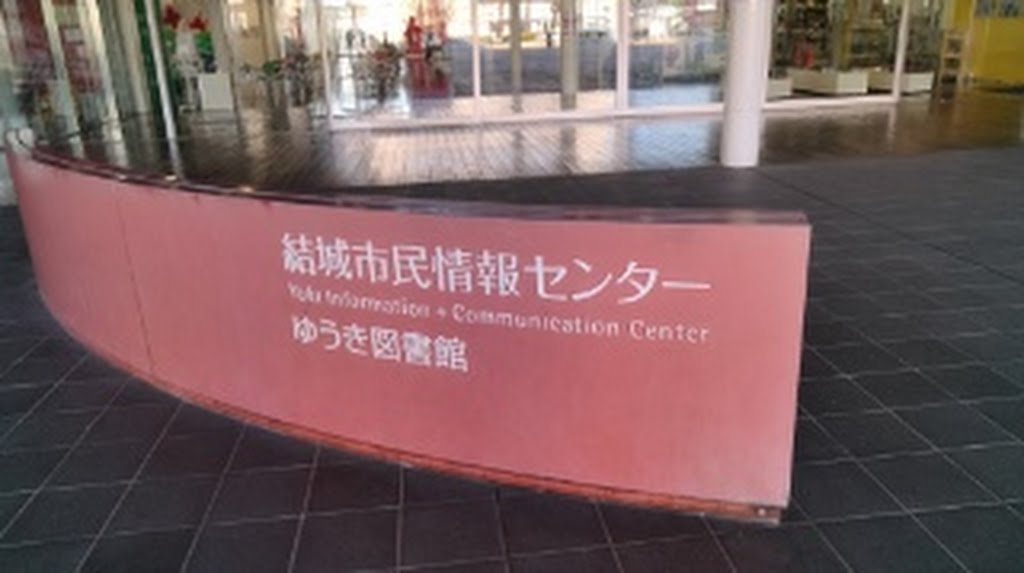 結城市民情報センター
Yuki Information + Communication Center
ゆうき図書館